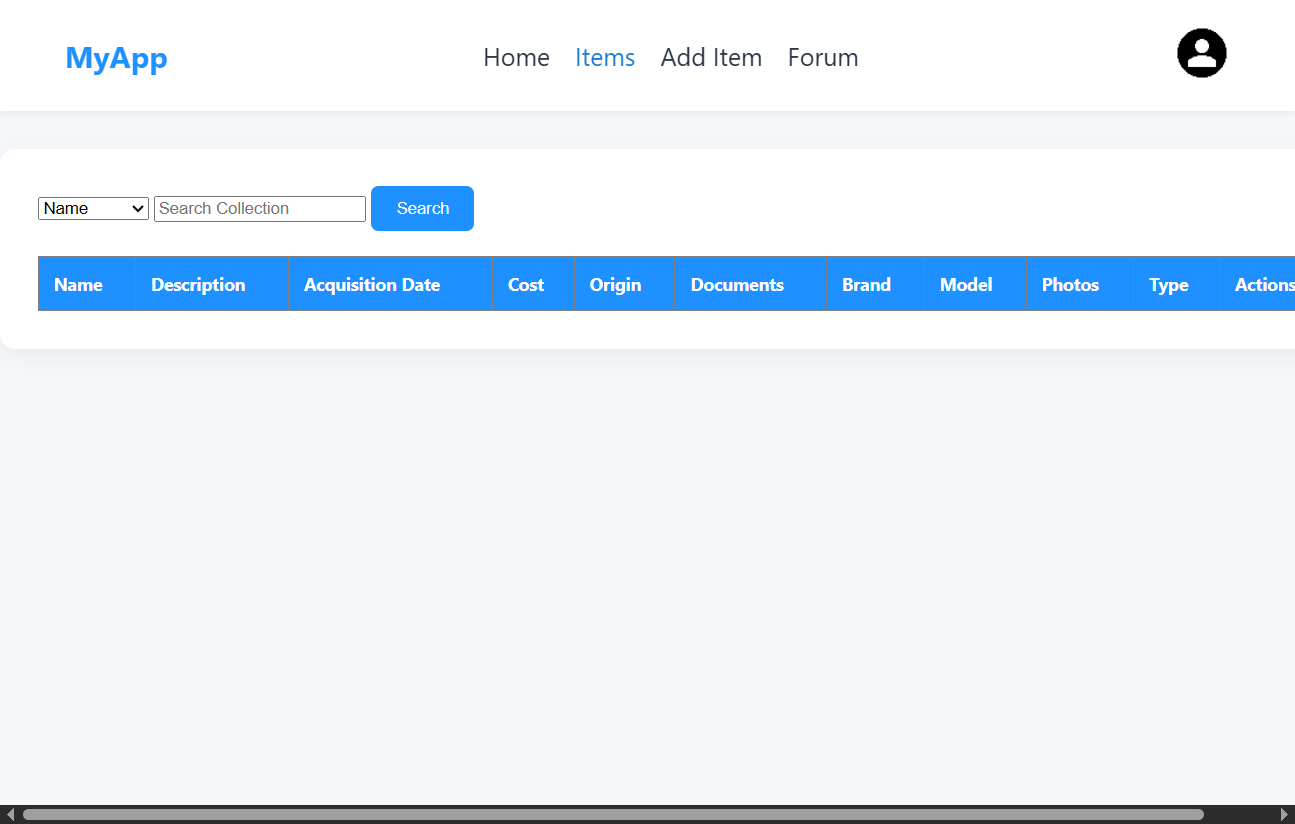 MyApp Home Items Add Item Forum
Name Search Collection Search
Name Description Acquisition Date Cost Origin Documents Brand Model Photos Type Actions